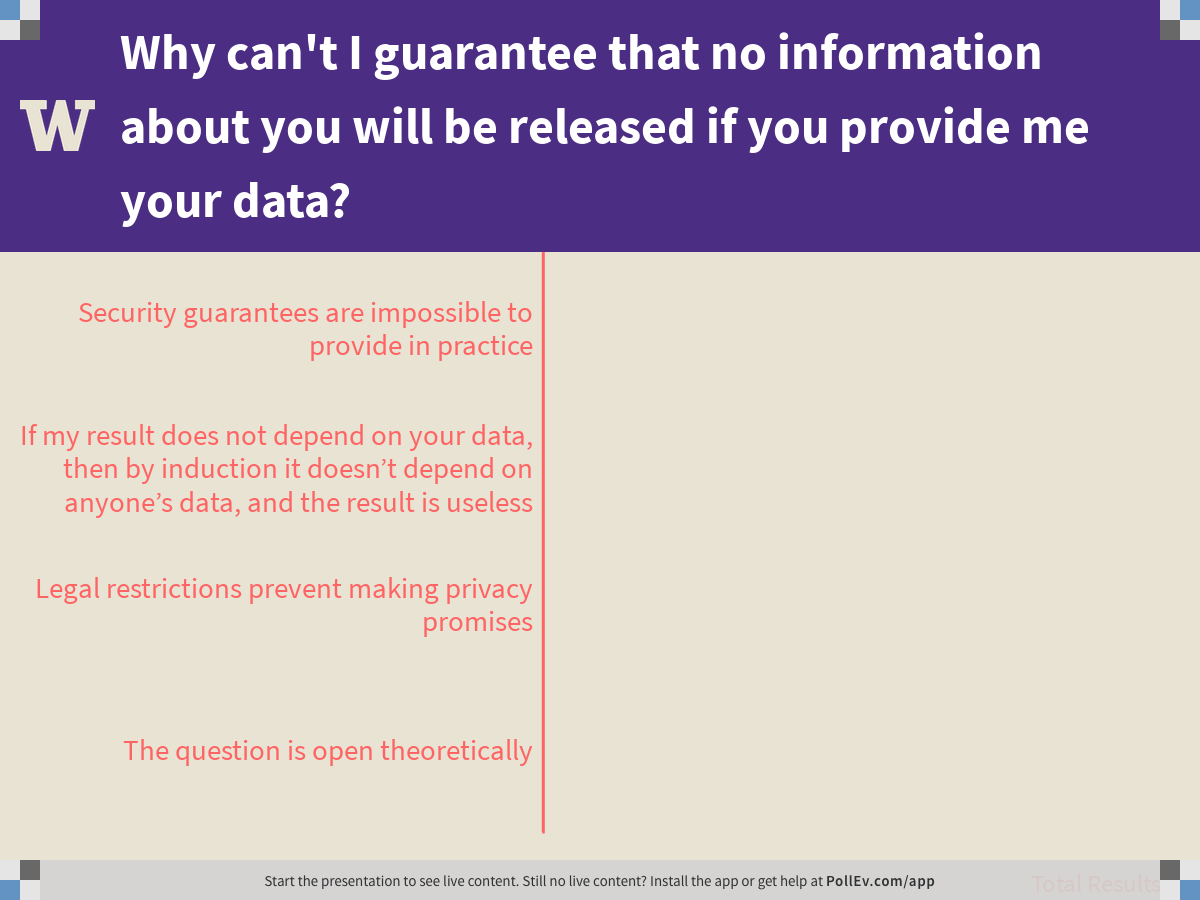 Why can't I guarantee that no information
about you will be released if you provide me
your data?
W
Security guarantees are impossible to
provide in practice
If my result does not depend on your data,
then by induction it doesn’t depend on
anyone’s data, and the result is useless
Legal restrictions prevent making privacy
promises
The question is open theoretically
Start the presentation to see live content. Still no live content? Install the app or get help at PollEv.com/app
Total Results